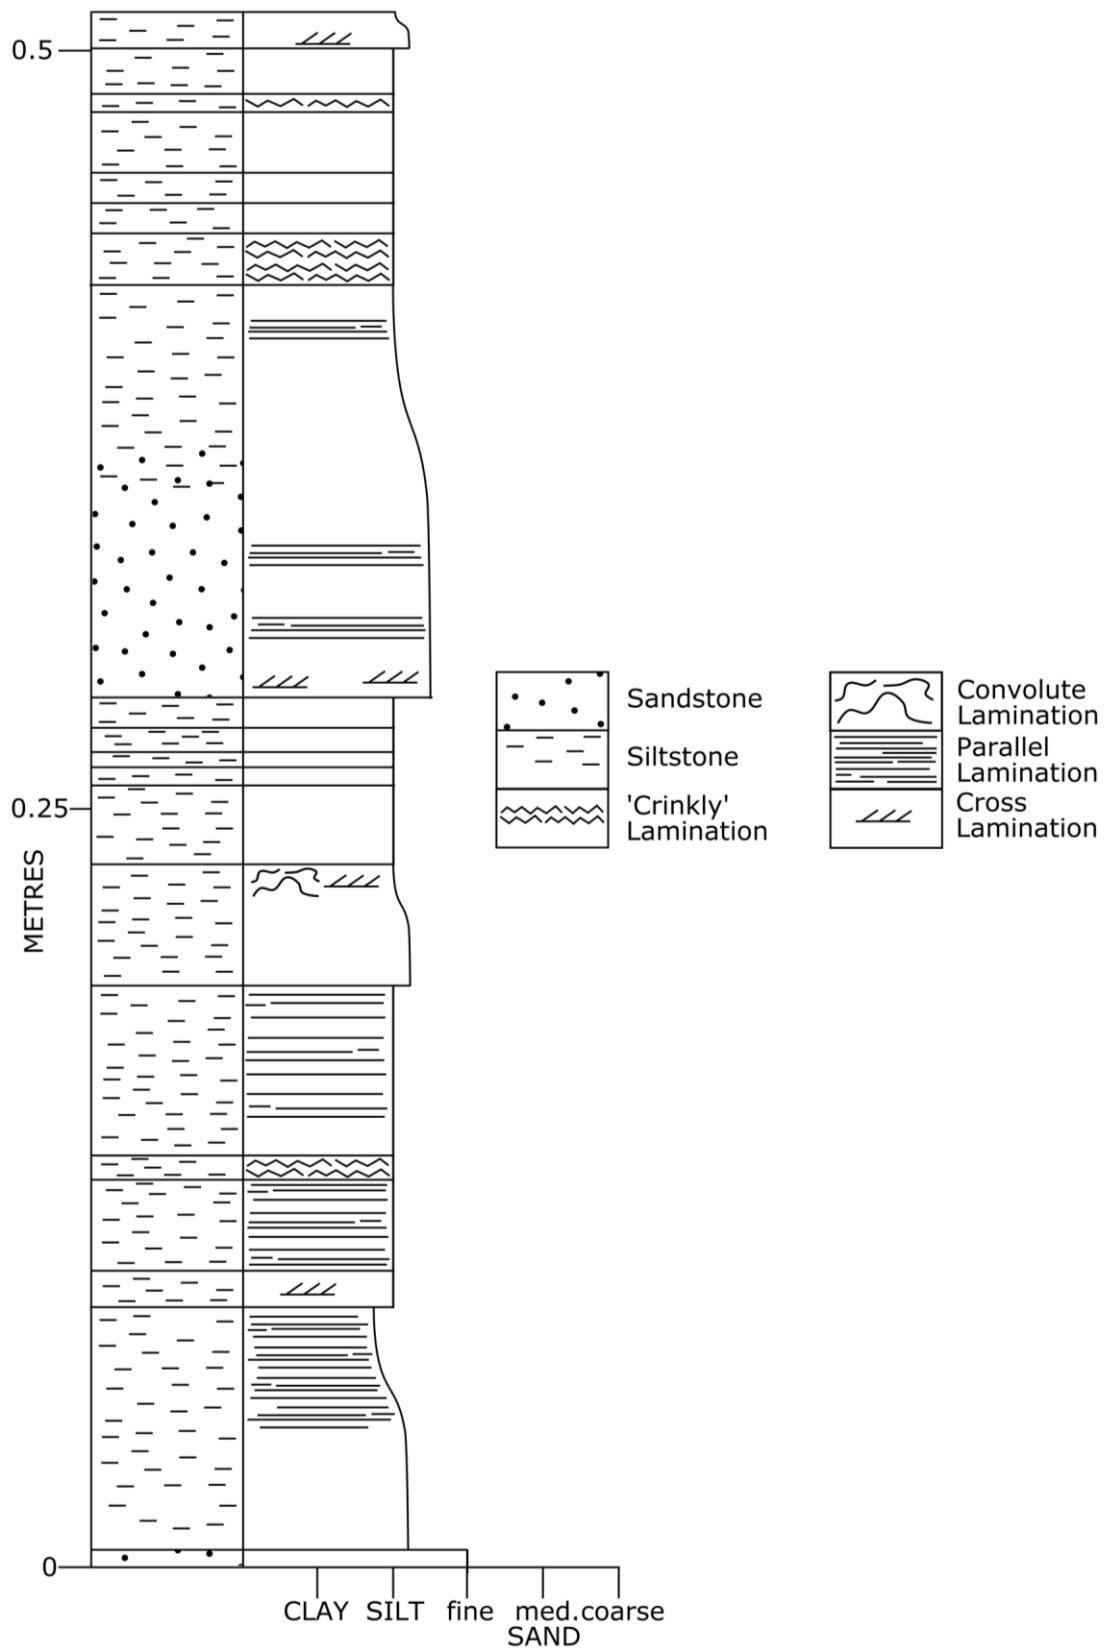 0.5
0.25
METRES
0
CLAY SILT fine med. coarse
SAND
Sandstone
Siltstone
'Crinkly'
Lamination
Convolute
Lamination
Parallel
Lamination
Cross
Lamination